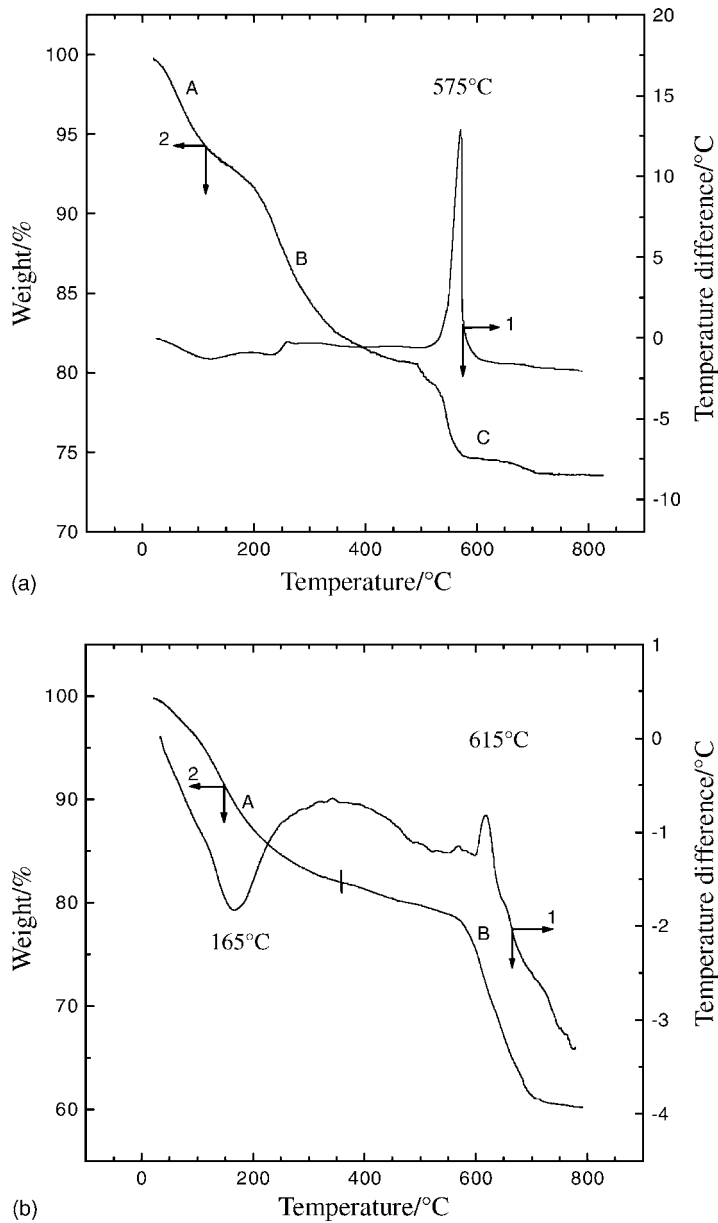 20
100
A
575°C
15
2
95
10
Weight/%
90
B
5
Temperature difference/°C
85
1
0
80
-5
C
75
-10
70
0 200 400 600 800
Temperature/°C
(a)
1
100
615°C
0
2
90
A
-1
Weight/%
80
165°C
B
1
-2
Temperature difference/°C
70
-3
60
-4
0 200 400 600 800
Temperature/°C
(b)